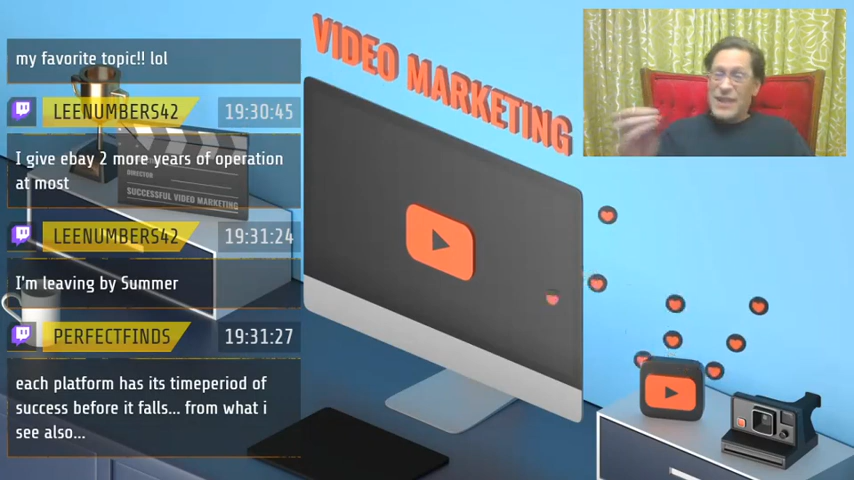 my favorite topic!! lol
LEENUMBERS42 19:30:45
I give ebay 2 more years of operation
at most
LEENUMBERS42 19:31:24
I'm leaving by Summer
PERFECTFINDS 19:31:27
each platform has its timeperiod of
success before it falls... from what i
see also...
DIRECTOR
SUCCESSFUL VIDEO MARKETING
VIDEO MARKETING